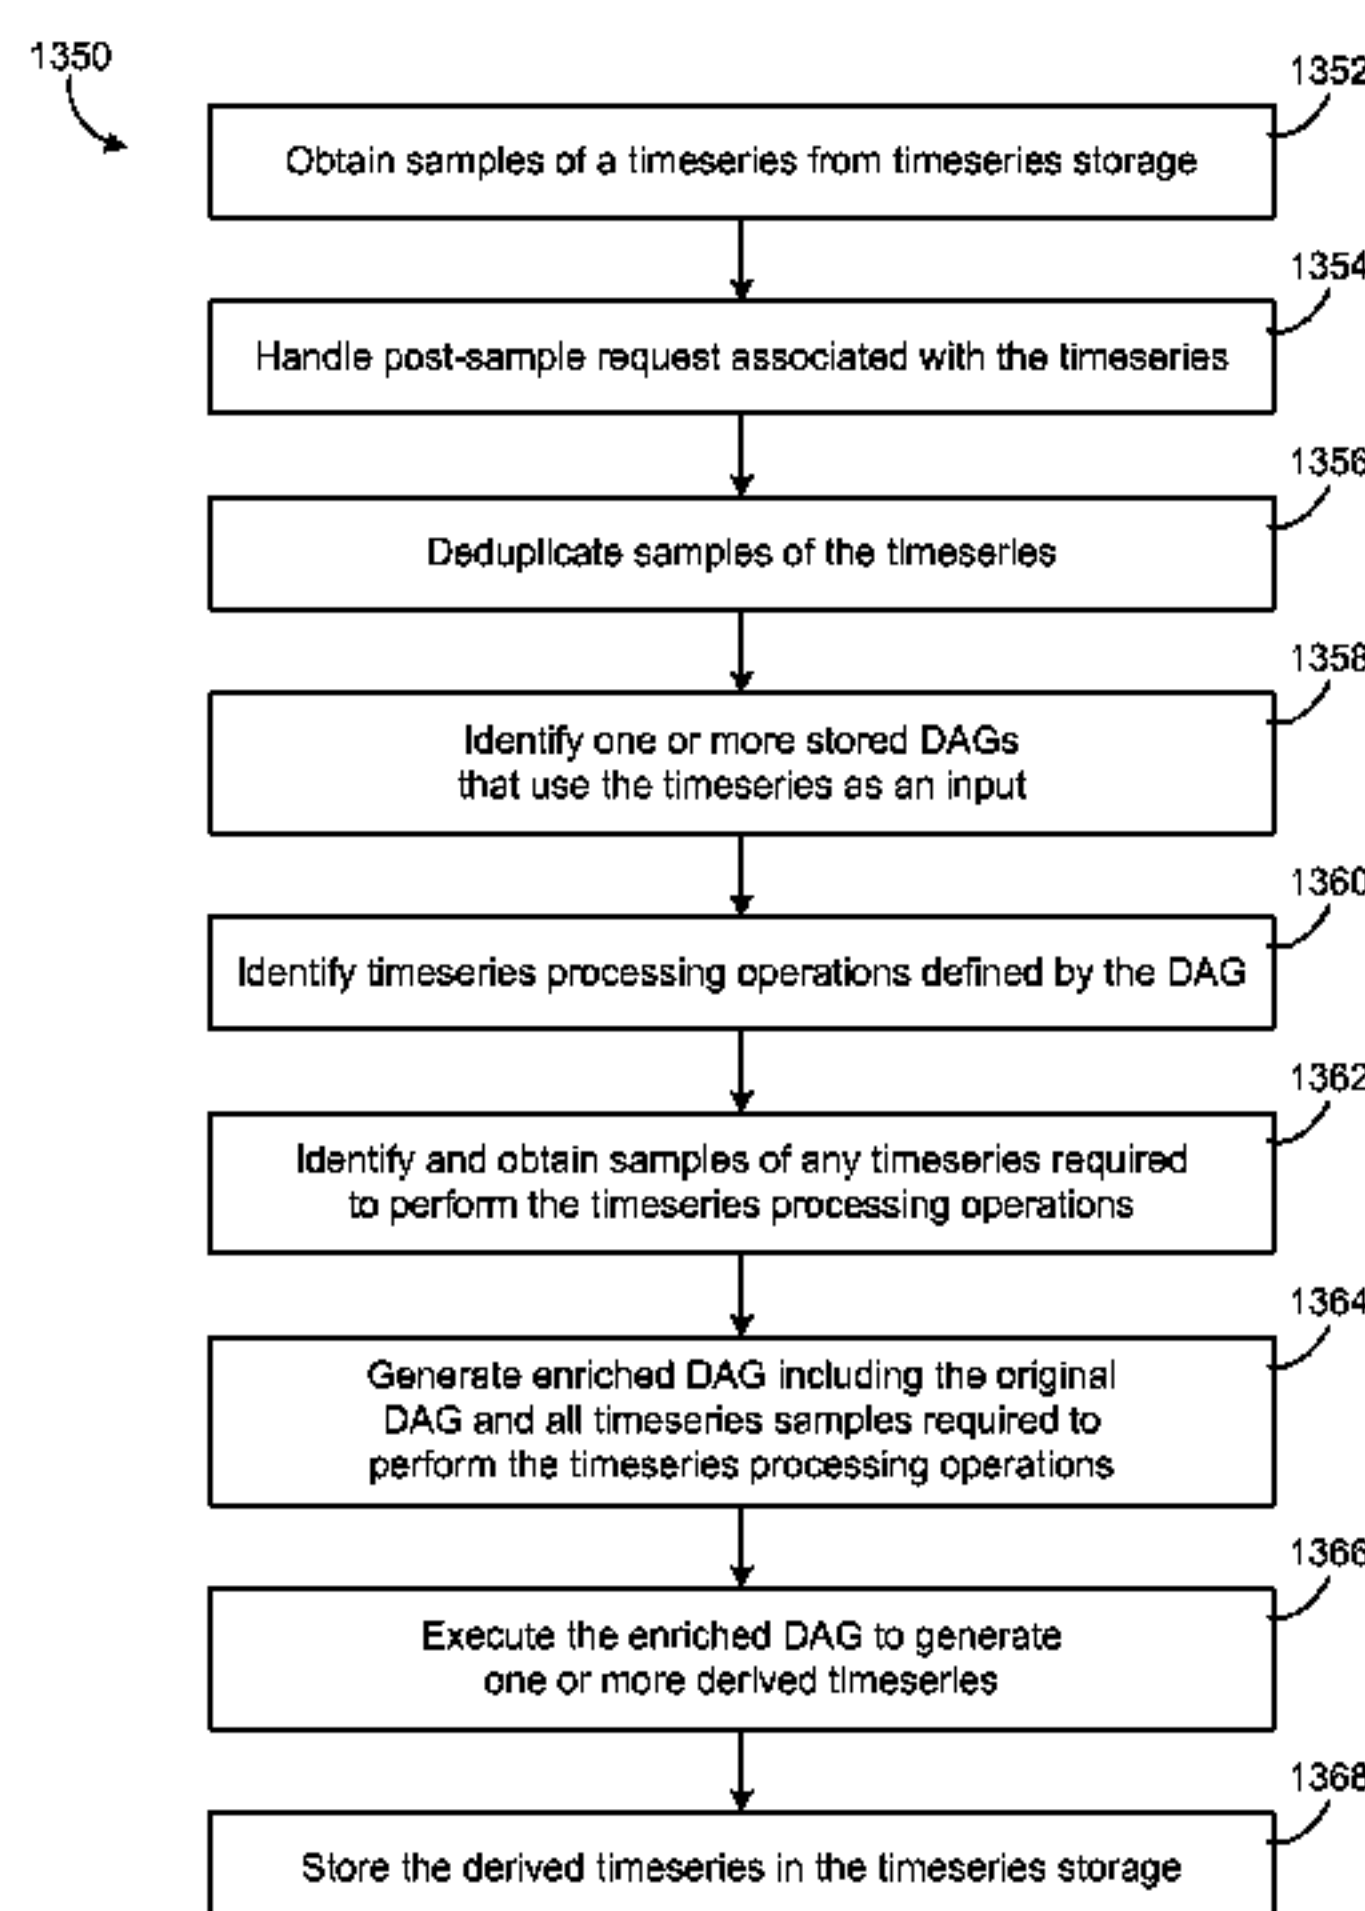 1350
1352
Obtain samples of a timeseries from timeseries storage
1354
Handle post-sample request associated with the timeseries
1356
Deduplicate samples of the timeseries
1358
Identify one or more stored DAGs
that use the timeseries as an input
1360
Identify timeseries processing operations defined by the DAG
1362
Identify and obtain samples of any timeseries required
to perform the timeseries processing operations
1364
Generate enriched DAG including the original
DAG and all timeseries samples required to
perform the timeseries processing operations
1366
Execute the enriched DAG to generate
one or more derived timeseries
1368
Store the derived timeseries in the timeseries storage